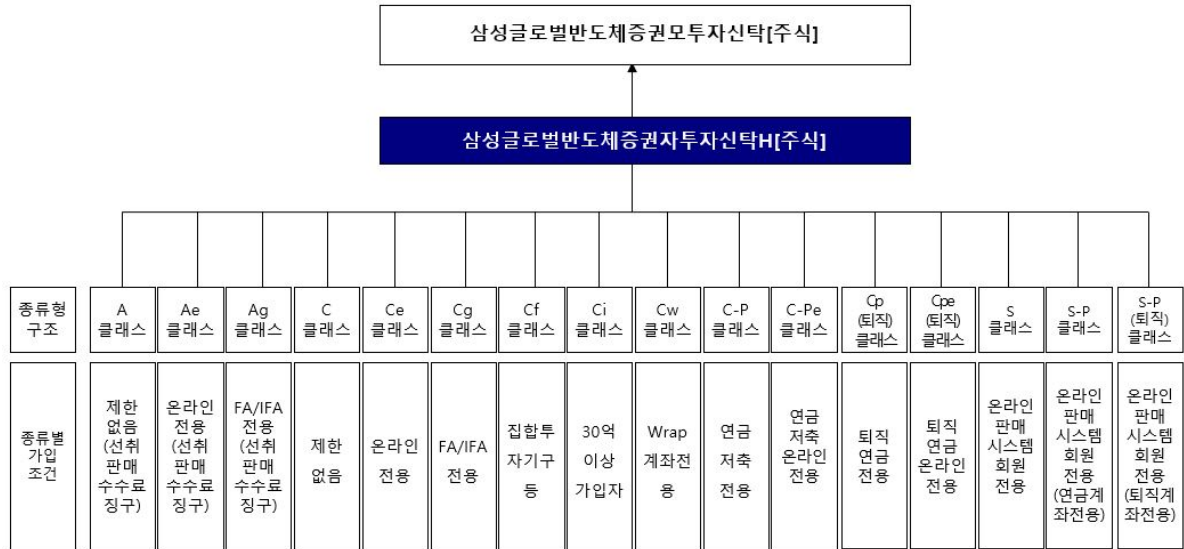 삼성글로벌반도체증권모투자신탁[주식]
삼성글로벌반도체증권자투자신탁H[주식]
종류형
구조
A
클래스
Ae
클래스
Ag
클래스
C
클래스
Ce
클래스
Cg
클래스
Cf
클래스
Ci
클래스
Cw
클래스
C-P
클래스
C-Pe
클래스
Cp
(퇴직)
클래스
Cpe
(퇴직)
클래스
S
클래스
S-P
클래스
S-P
(퇴직)
클래스
종류별
가입
조건
제한
없음
(선취
판매
수수료
징구)
온라인
전용
(선취
판매
수수료
징구)
FA/IFA
전용
(선취
판매
수수료
징구)
제한
없음
온라인
전용
FA/IFA
전용
집합투
자기구
등
30억
이상
가입자
Wrap
계좌전
용
연금
저축
전용
연금
저축
온라인
전용
퇴직
연금
전용
퇴직
연금
온라인
전용
온라인
판매
시스템
회원
전용
온라인
판매
시스템
회원
전용
(연금계
좌전용)
온라인
판매
시스템
회원
전용
(퇴직계
좌전용)